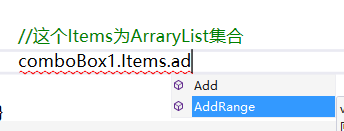 //这个Items为ArraryList集合
comboBox1.Items.ad
Add
AddRange
}